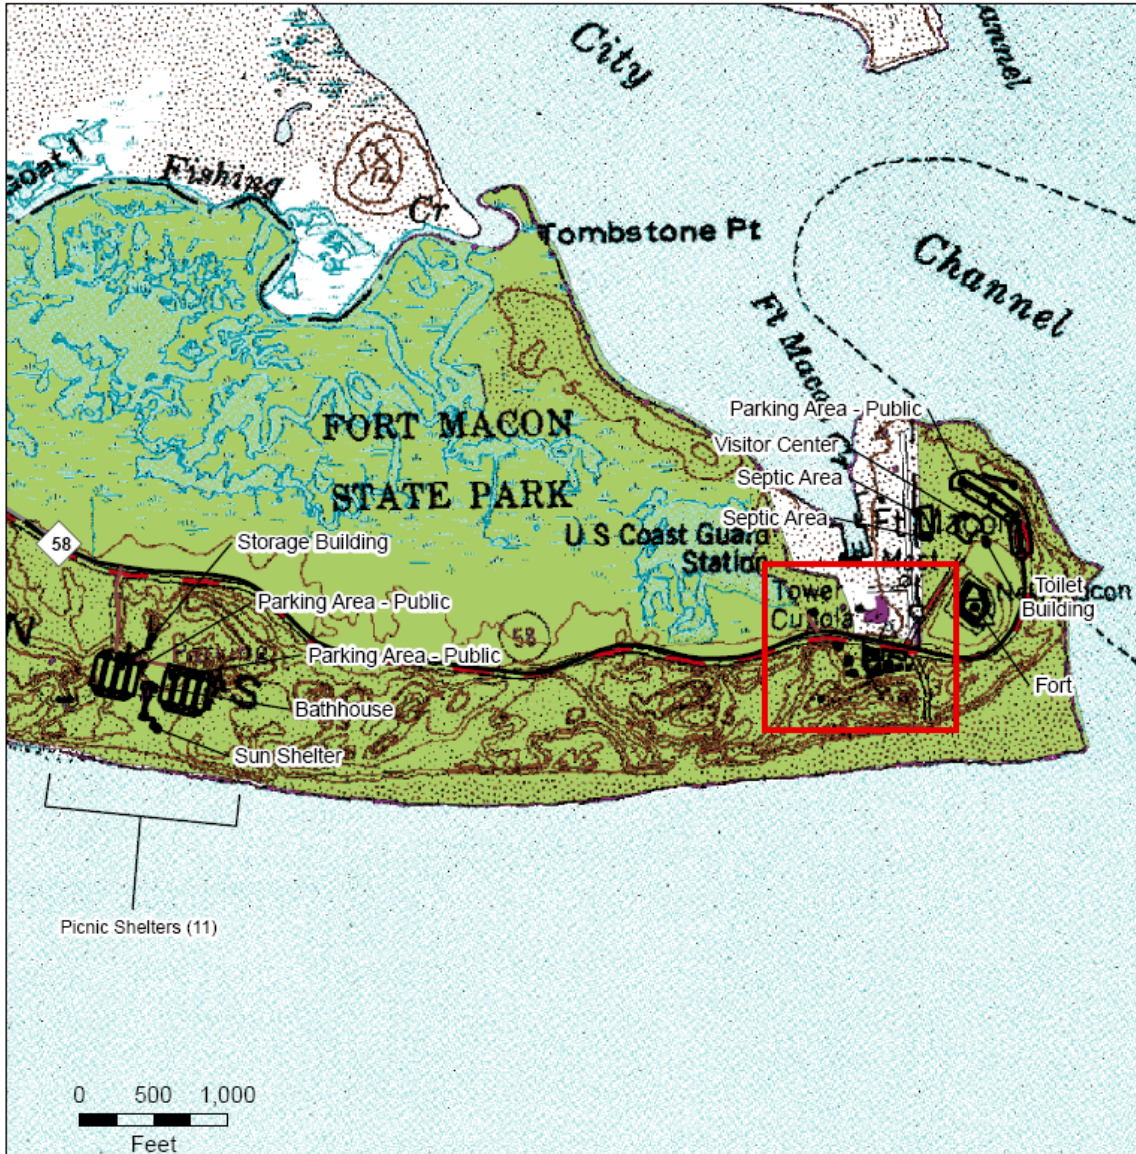 City
annel
Goat I
Fishing
Cr
Tombstone Pt
Channel
Ft Macon
Parking Area - Public
Visitor Center
Septic Area
FORT MACON
STATE PARK
Septic Area
Ft Macon
U S Coast Guard
Station
58
Storage Building
Tower
Cupola
Toilet
Building
Parking Area - Public
58
Parking Area - Public
Fort
S
Bathhouse
Sun Shelter
Picnic Shelters (11)
0 500 1,000
Feet